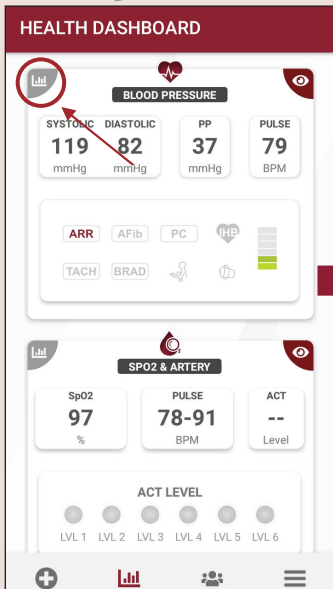 HEALTH DASHBOARD
BLOOD PRESSURE
SYSTOLIC DIASTOLIC PP PULSE
119 82 37 79
mmHg mmHg mmHg BPM
ARR AFib PC IHB
TACH BRAD
SPO2 & ARTERY
SpO2 PULSE ACT
97 78-91 --
% BPM Level
ACT LEVEL
LVL 1 LVL 2 LVL 3 LVL 4 LVL 5 LVL 6